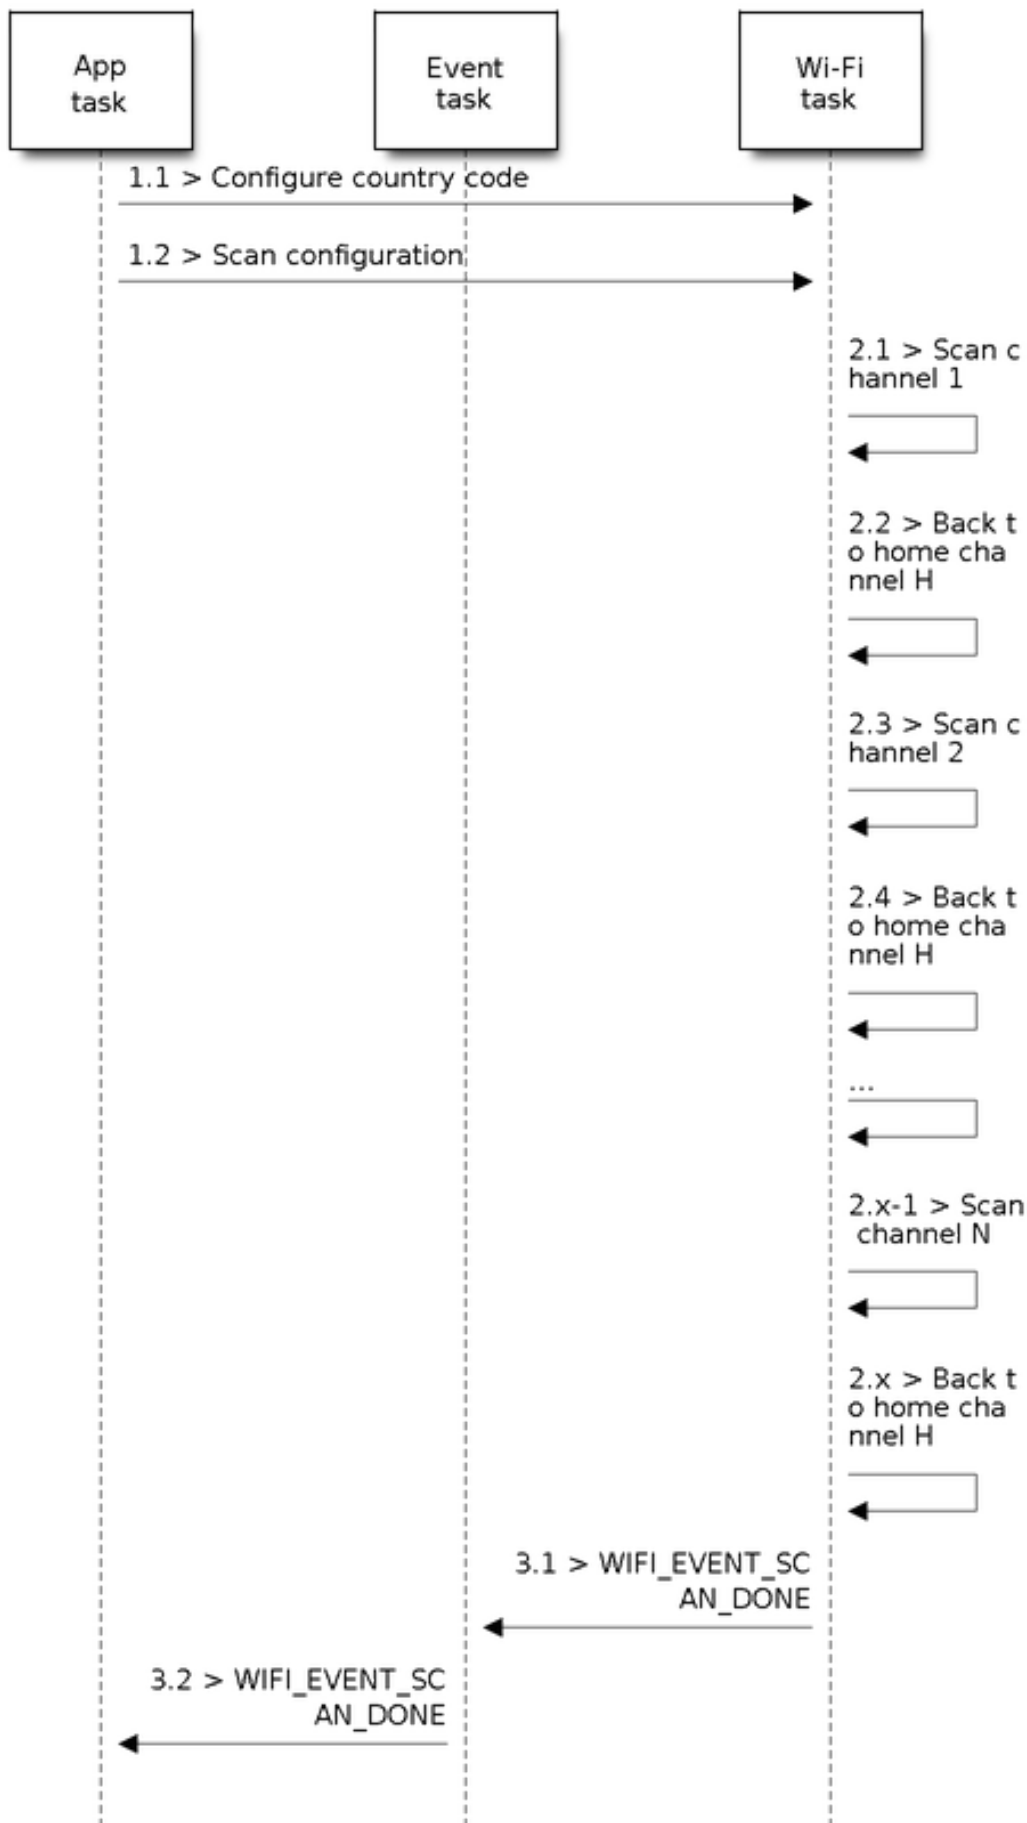 App
task
Event
task
Wi-Fi
task
1.1 > Configure country code
1.2 > Scan configuration
2.1 > Scan c
hannel 1
2.2 > Back t
o home cha
nnel H
2.3 > Scan c
hannel 2
2.4 > Back t
o home cha
nnel H
...
2.x-1 > Scan
channel N
2.x > Back t
o home cha
nnel H
3.1 > WIFI_EVENT_SC
AN_DONE
3.2 > WIFI_EVENT_SC
AN_DONE